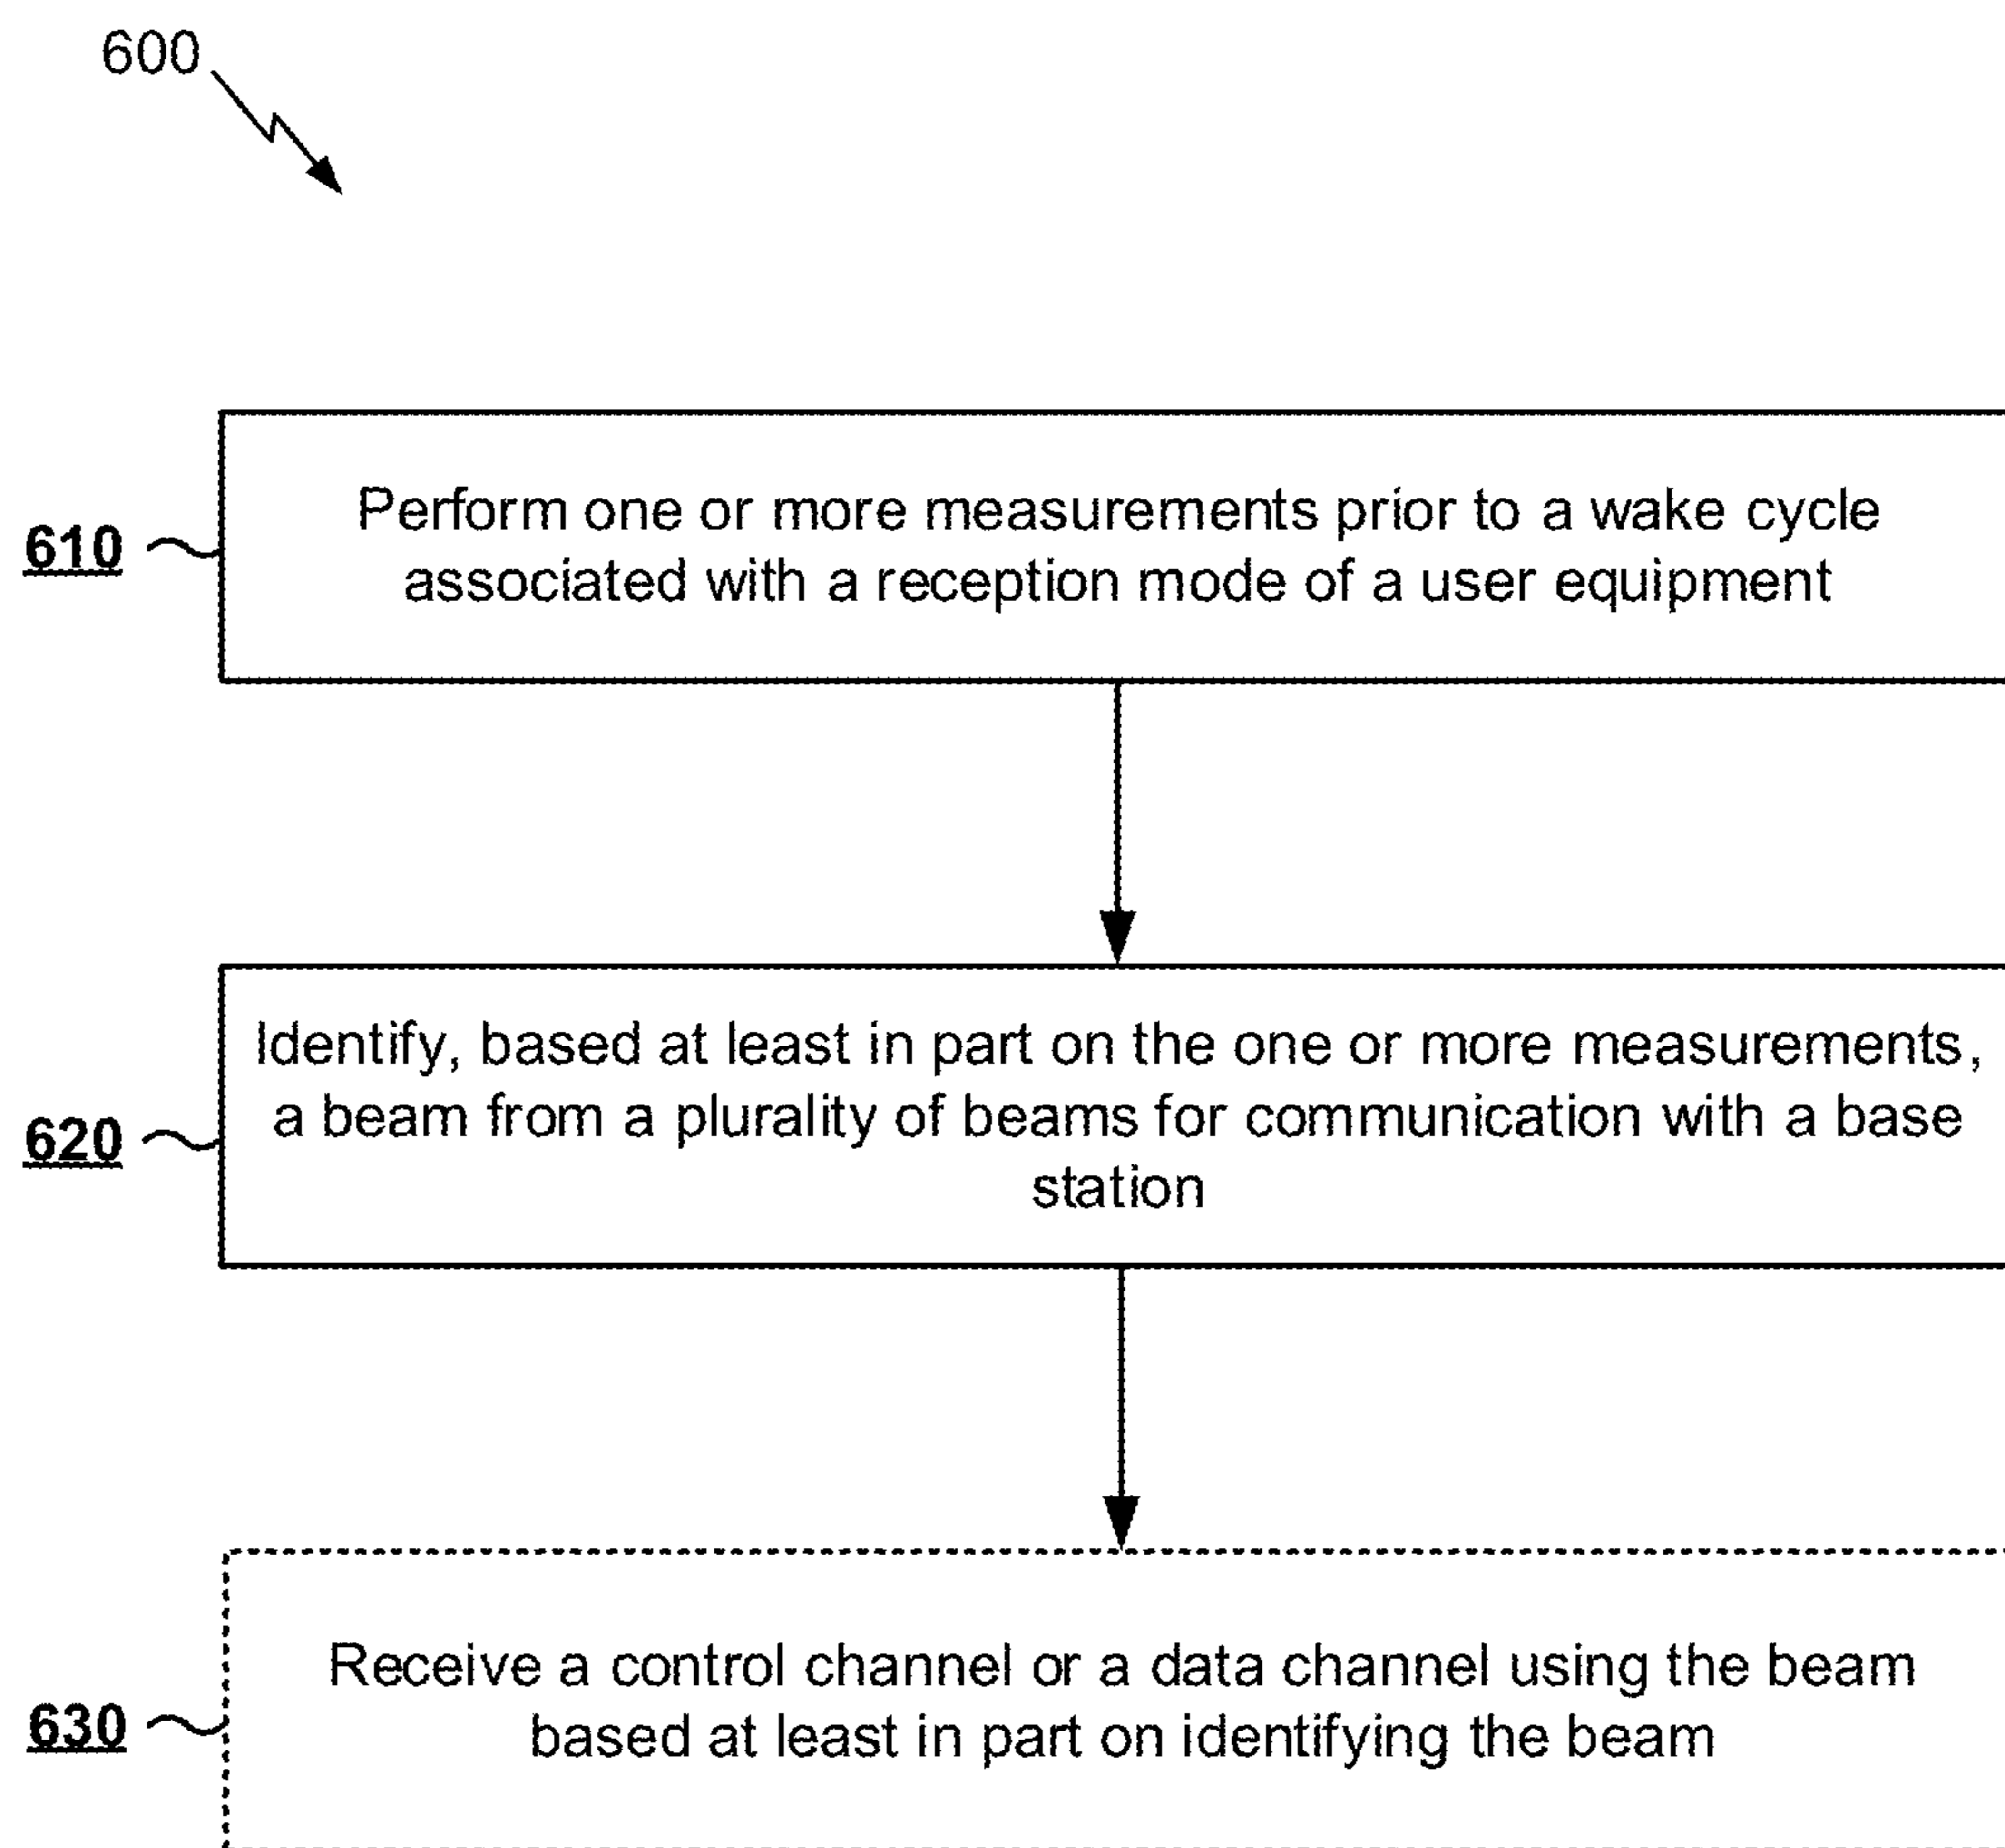 600
610
Perform one or more measurements prior to a wake cycle
associated with a reception mode of a user equipment
620
Identify, based at least in part on the one or more measurements,
a beam from a plurality of beams for communication with a base
station
630
Receive a control channel or a data channel using the beam
based at least in part on identifying the beam